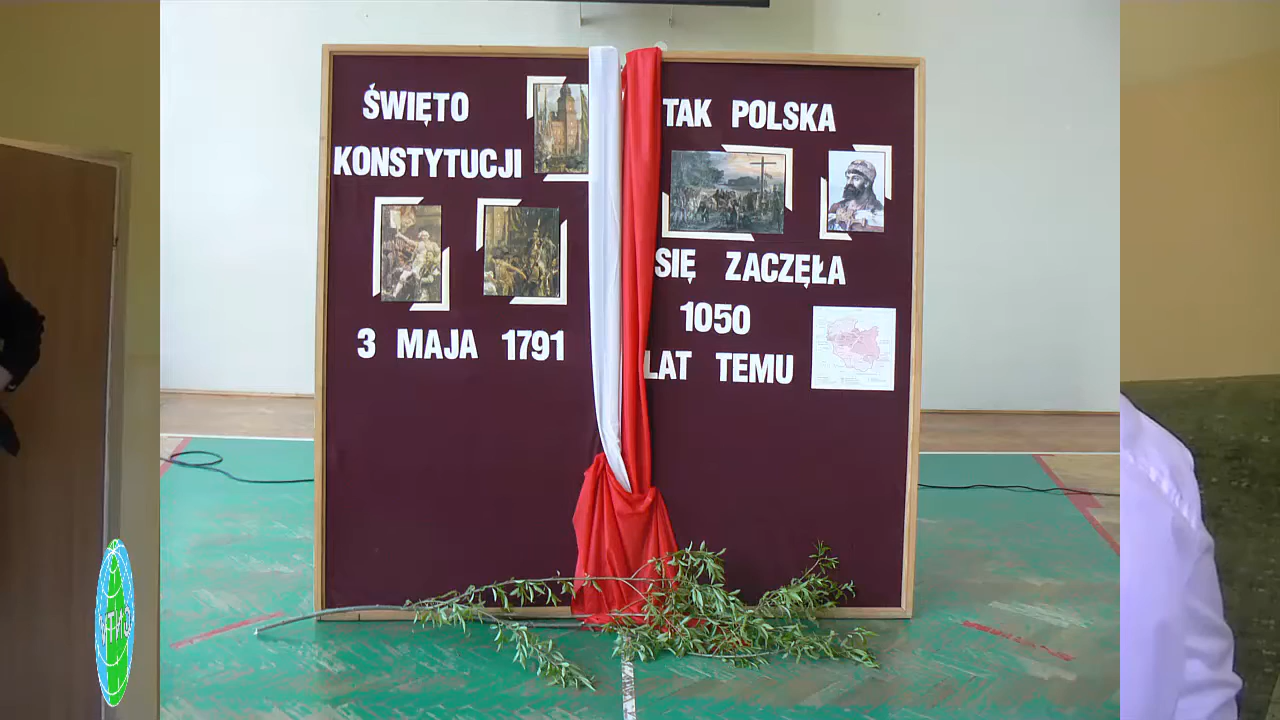 ŚWIĘTO
KONSTYTUCJI
3 MAJA 1791
TAK POLSKA
SIĘ ZACZĘŁA
1050
LAT TEMU